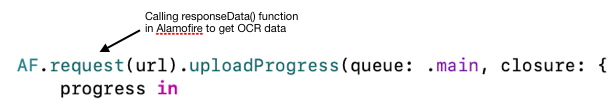 Calling responseData() function
in Alamofire to get OCR data
AF.request(url).uploadProgress(queue: .main, closure: {
    progress in